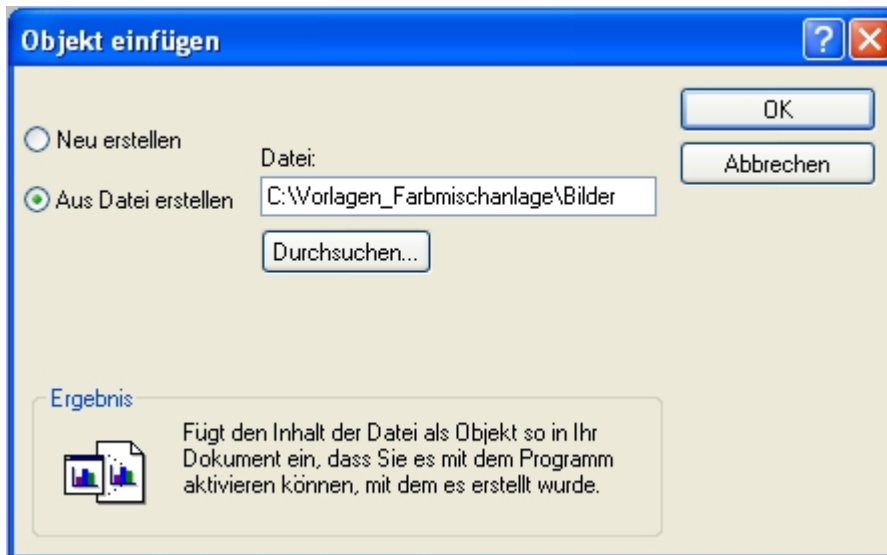 Objekt einfügen
?
OK
Neu erstellen
Datei:
Abbrechen
Aus Datei erstellen
C:\Vorlagen_Farbmischanlage\Bilder
Durchsuchen...
Ergebnis
Fügt den Inhalt der Datei als Objekt so in Ihr
Dokument ein, dass Sie es mit dem Programm
aktivieren können, mit dem es erstellt wurde.